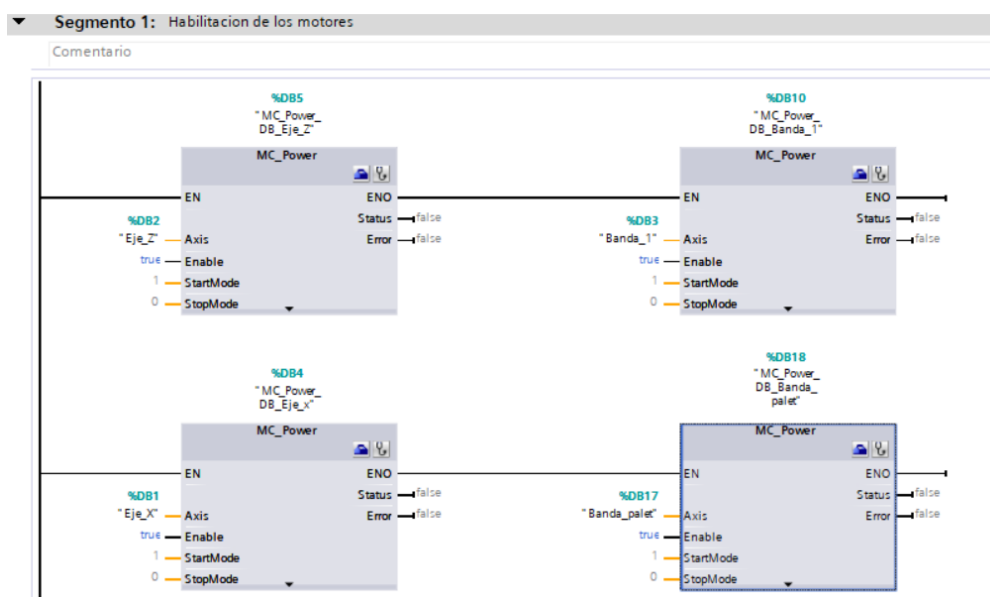 Segmento 1: Habilitacion de los motores
Comentario
%DB5
"MC_Power_
DB_Eje_Z"
MC_Power
EN
ENO
Status
false
%DB2
"Eje_Z"
Axis
Error
false
true
Enable
1
StartMode
0
StopMode
%DB10
"MC_Power_
DB_Banda_1"
MC_Power
EN
ENO
Status
false
%DB3
"Banda_1"
Axis
Error
false
true
Enable
1
StartMode
0
StopMode
%DB4
"MC_Power_
DB_Eje_x"
MC_Power
EN
ENO
Status
false
%DB1
"Eje_X"
Axis
Error
false
true
Enable
1
StartMode
0
StopMode
%DB18
"MC_Power_
DB_Banda_
palet"
MC_Power
EN
ENO
Status
false
%DB17
"Banda_palet"
Axis
Error
false
true
Enable
1
StartMode
0
StopMode